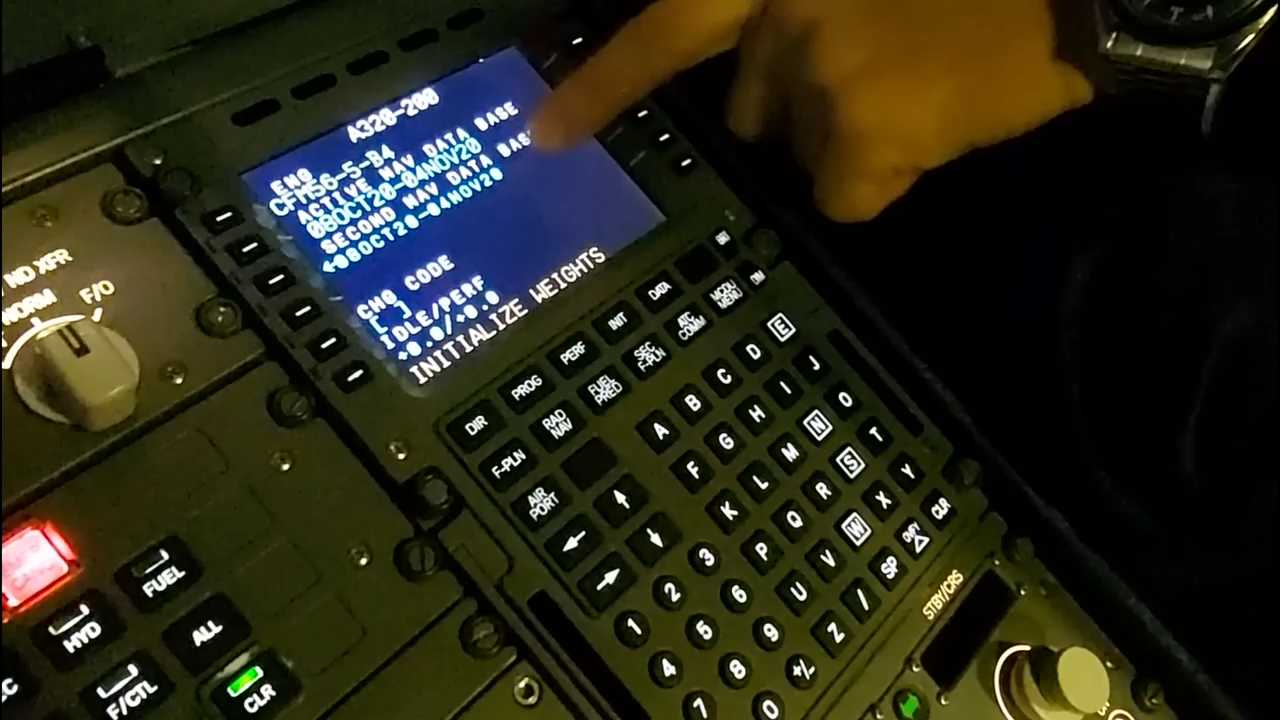 A320-200
ENG
CFM56-5-B4
ACTIVE NAV DATA BASE
08OCT20-04NOV20
SECOND NAV DATA BASE
←08OCT20-04NOV20
CHG CODE
[ ]
IDLE/PERF
+0.0/+0.0
INITIALIZE WEIGHTS
DIR
PROG
PERF
INIT
DATA
BRT
F-PLN
RAD
NAV
FUEL
PRED
SEC
F-PLN
ATC
COMM
MCDU
MENU
DIM
AIR
PORT
←
↑
→
↓
A B C D E
F G H I J
K L M N O
P Q R S T
U V W X Y
Z / SP OVFY Δ CLR
1 2 3
4 5 6
7 8 9
0 +/-
NORM
F/O
ND XFR
HYD
FUEL
F/CTL
ALL
CLR
STBY/CRS